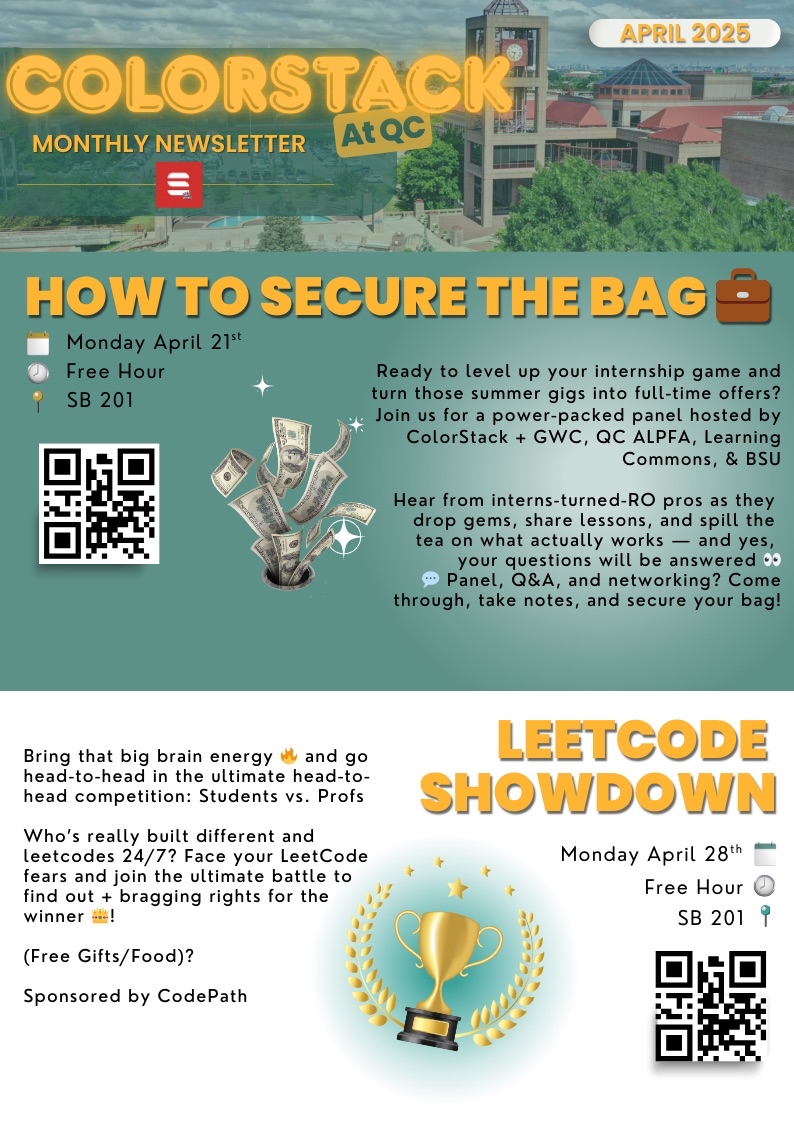 APRIL 2025
COLORSTACK
At QC
MONTHLY NEWSLETTER
HOW TO SECURE THE BAG
Monday April 21st
Free Hour
SB 201
Ready to level up your internship game and
turn those summer gigs into full-time offers?
Join us for a power-packed panel hosted by
ColorStack + GWC, QC ALPFA, Learning
Commons, & BSU
Hear from interns-turned-RO pros as they
drop gems, share lessons, and spill the
tea on what actually works — and yes,
your questions will be answered 👀
💬 Panel, Q&A, and networking? Come
through, take notes, and secure your bag!
LEETCODE
SHOWDOWN
Bring that big brain energy 🔥 and go
head-to-head in the ultimate head-to-
head competition: Students vs. Profs
Who's really built different and
leetcodes 24/7? Face your LeetCode
fears and join the ultimate battle to
find out + bragging rights for the
winner 👑!
(Free Gifts/Food)?
Sponsored by CodePath
Monday April 28th
Free Hour
SB 201